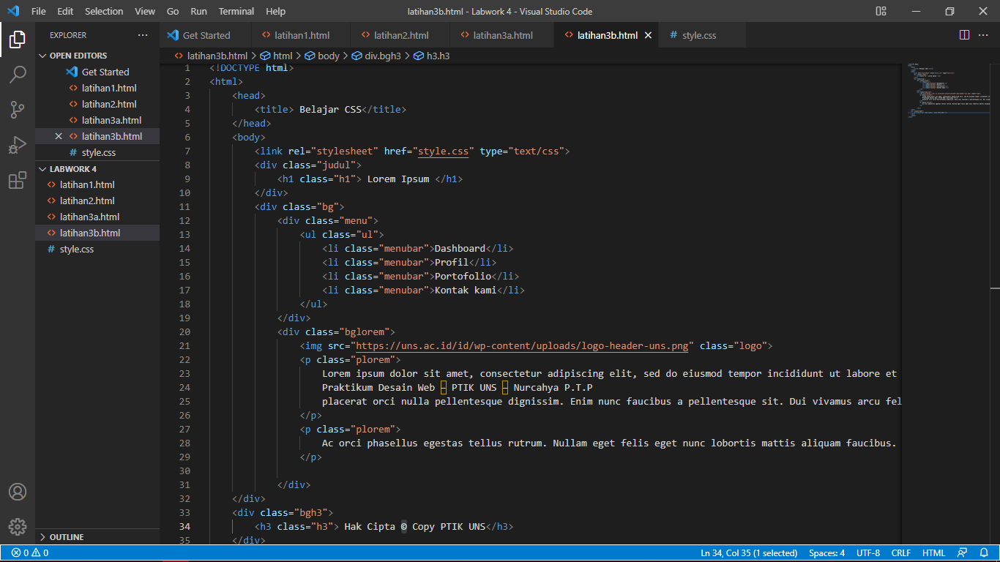 File Edit Selection View Go Run Terminal Help latihan3b.html - Labwork 4 - Visual Studio Code
EXPLORER
Get Started latihan1.html latihan2.html latihan3a.html latihan3b.html style.css
latihan3b.html > html > body > div.bgh3 > h3.h3
OPEN EDITORS
Get Started
latihan1.html
latihan2.html
latihan3a.html
latihan3b.html
# style.css
LABWORK 4
latihan1.html
latihan2.html
latihan3a.html
latihan3b.html
# style.css
OUTLINE
1 <!DOCTYPE html>
2 <html>
3 <head>
4 <title> Belajar CSS</title>
5 </head>
6 <body>
7 <link rel="stylesheet" href="style.css" type="text/css">
8 <div class="judul">
9 <h1 class="h1"> Lorem Ipsum </h1>
10 </div>
11 <div class="bg">
12 <div class="menu">
13 <ul class="ul">
14 <li class="menubar">Dashboard</li>
15 <li class="menubar">Profil</li>
16 <li class="menubar">Portofolio</li>
17 <li class="menubar">Kontak kami</li>
18 </ul>
19 </div>
20 <div class="bglorem">
21 <img src="https://uns.ac.id/id/wp-content/uploads/logo-header-uns.png" class="logo">
22 <p class="plorem">
23 Lorem ipsum dolor sit amet, consectetur adipiscing elit, sed do eiusmod tempor incididunt ut labore et
24 Praktikum Desain Web – PTIK UNS – Nurcahya P.T.P
25 placerat orci nulla pellentesque dignissim. Enim nunc faucibus a pellentesque sit. Dui vivamus arcu fel
26 </p>
27 <p class="plorem">
28 Ac orci phasellus egestas tellus rutrum. Nullam eget felis eget nunc lobortis mattis aliquam faucibus.
29 </p>
30
31 </div>
32 </div>
33 <div class="bgh3">
34 <h3 class="h3"> Hak Cipta © Copy PTIK UNS</h3>
35 </div>
0 0 Ln 34, Col 35 (1 selected) Spaces: 4 UTF-8 CRLF HTML